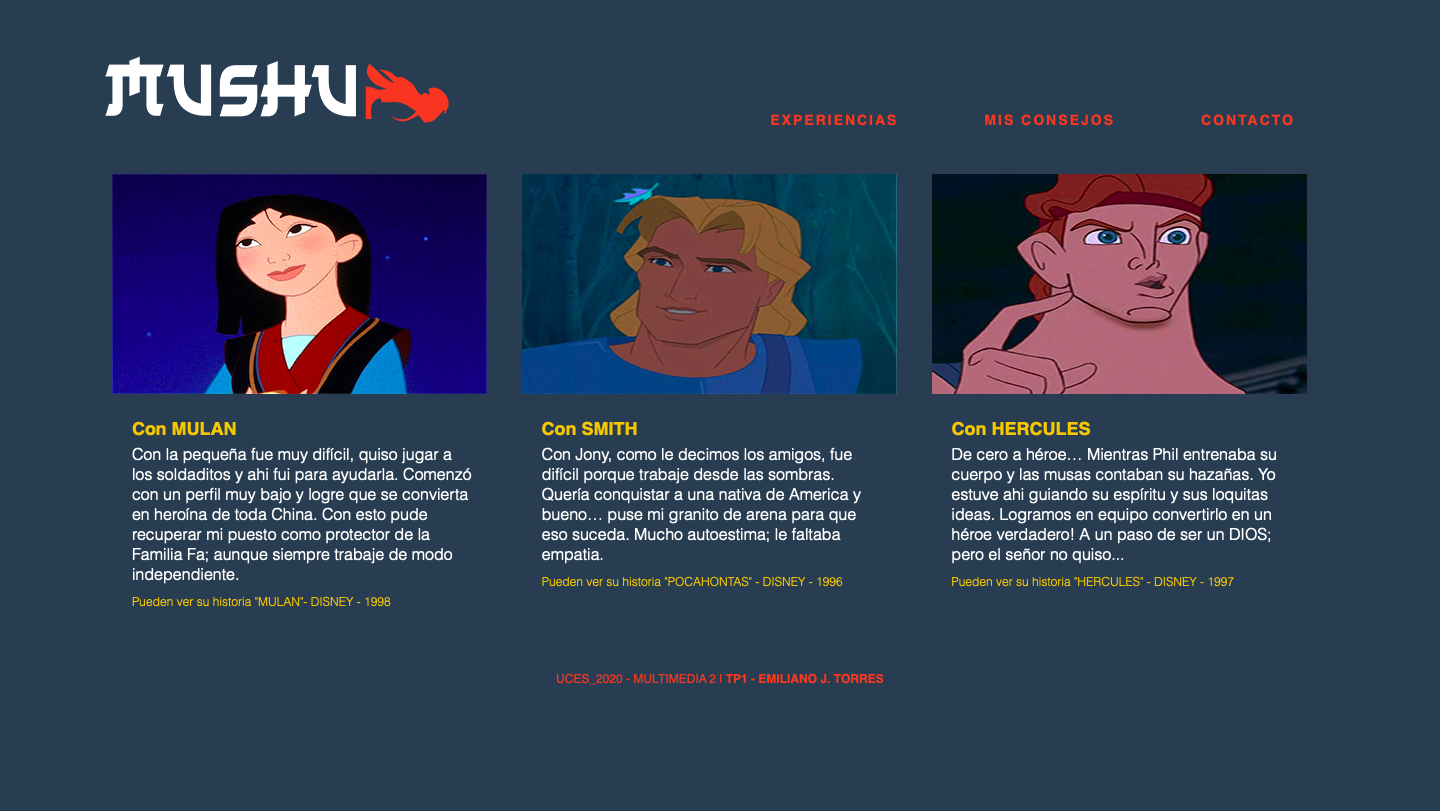 MUSHU
EXPERIENCIAS
MIS CONSEJOS
CONTACTO
Con MULAN
Con la pequeña fue muy difícil, quiso jugar a
los soldaditos y ahi fui para ayudarla. Comenzó
con un perfil muy bajo y logre que se convierta
en heroína de toda China. Con esto pude
recuperar mi puesto como protector de la
Familia Fa; aunque siempre trabaje de modo
independiente.
Pueden ver su historia "MULAN"- DISNEY - 1998
Con SMITH
Con Jony, como le decimos los amigos, fue
difícil porque trabaje desde las sombras.
Quería conquistar a una nativa de America y
bueno… puse mi granito de arena para que
eso suceda. Mucho autoestima; le faltaba
empatia.
Pueden ver su historia "POCAHONTAS" - DISNEY - 1996
Con HERCULES
De cero a héroe… Mientras Phil entrenaba su
cuerpo y las musas contaban su hazañas. Yo
estuve ahi guiando su espíritu y sus loquitas
ideas. Logramos en equipo convertirlo en un
héroe verdadero! A un paso de ser un DIOS;
pero el señor no quiso...
Pueden ver su historia "HERCULES" - DISNEY - 1997
UCES_2020 - MULTIMEDIA 2 I TP1 - EMILIANO J. TORRES